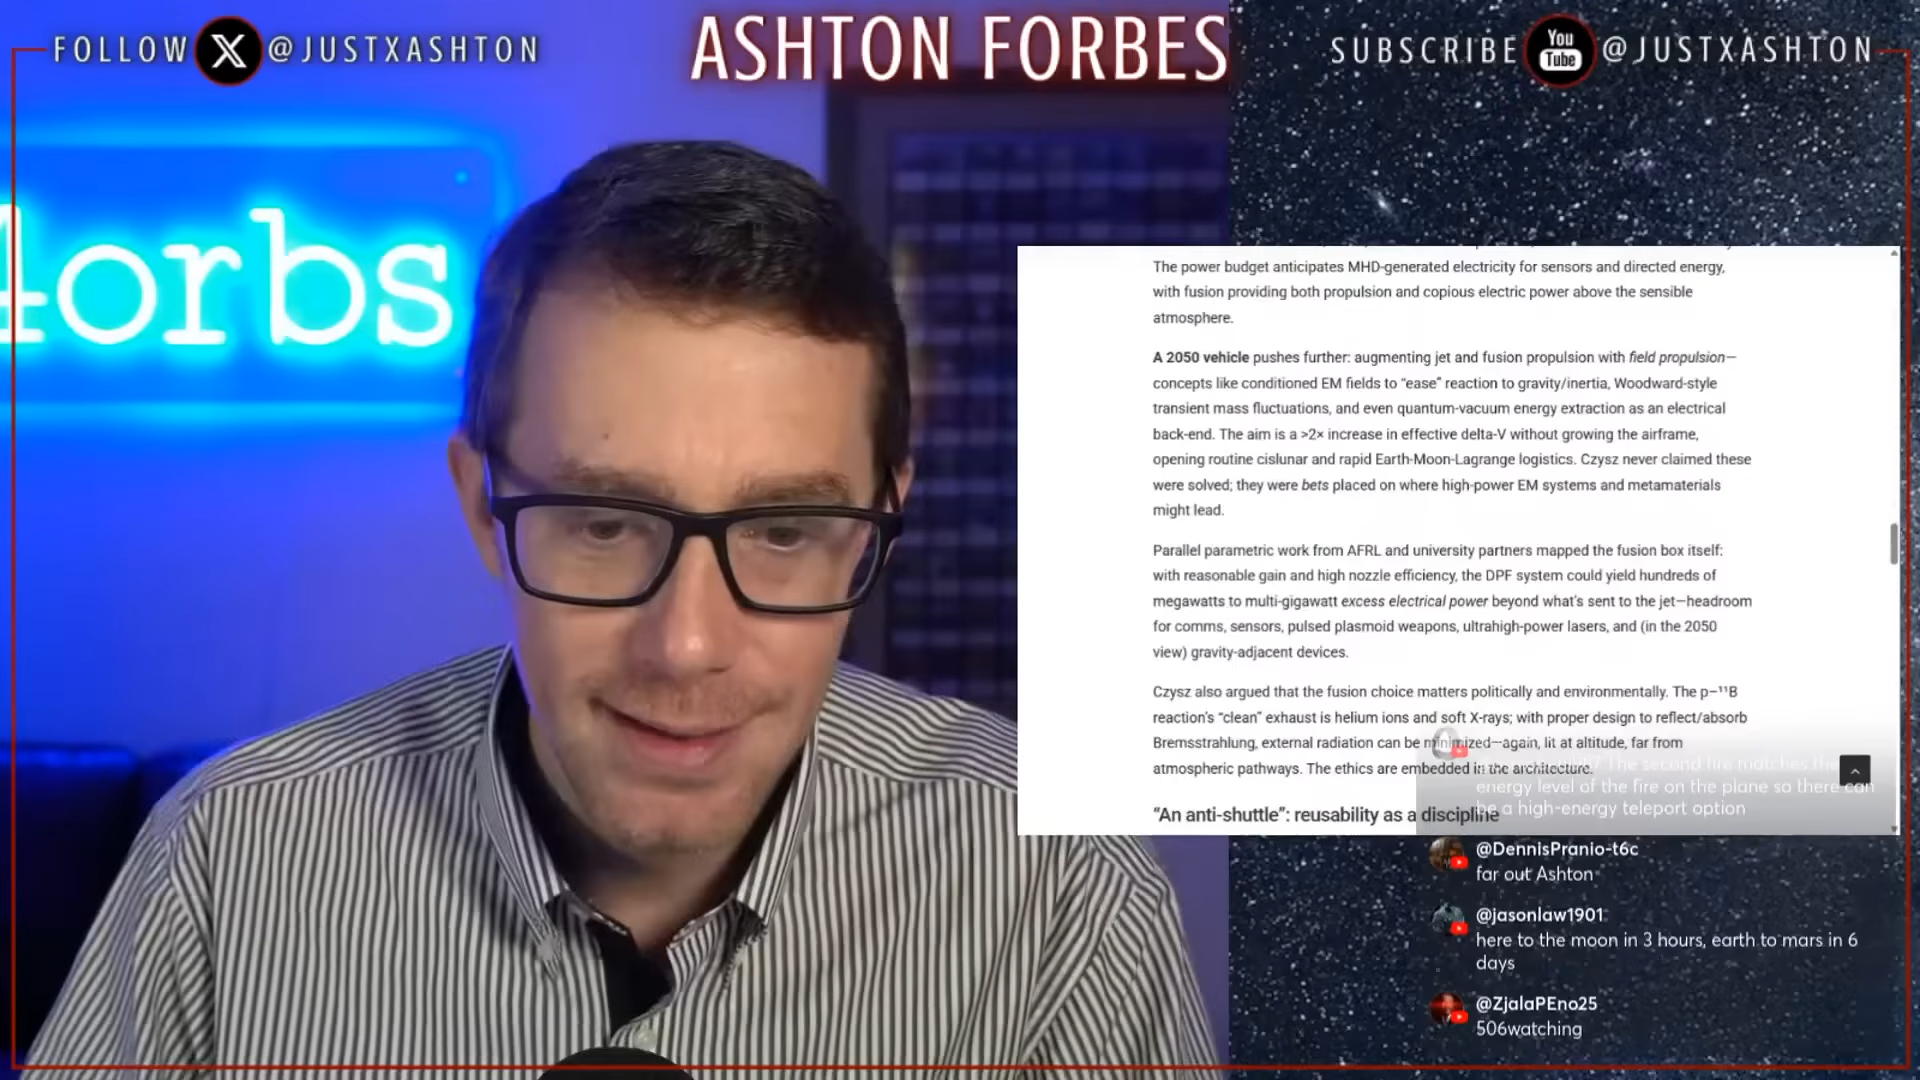 FOLLOW X @JUSTXASHTON
ASHTON FORBES
SUBSCRIBE YouTube @JUSTXASHTON
4orbs
The power budget anticipates MHD-generated electricity for sensors and directed energy,
with fusion providing both propulsion and copious electric power above the sensible
atmosphere.
A 2050 vehicle pushes further: augmenting jet and fusion propulsion with field propulsion—
concepts like conditioned EM fields to “ease” reaction to gravity/inertia, Woodward-style
transient mass fluctuations, and even quantum-vacuum energy extraction as an electrical
back-end. The aim is a >2× increase in effective delta-V without growing the airframe,
opening routine cislunar and rapid Earth-Moon-Lagrange logistics. Czysz never claimed these
were solved; they were bets placed on where high-power EM systems and metamaterials
might lead.
Parallel parametric work from AFRL and university partners mapped the fusion box itself:
with reasonable gain and high nozzle efficiency, the DPF system could yield hundreds of
megawatts to multi-gigawatt excess electrical power beyond what’s sent to the jet—headroom
for comms, sensors, pulsed plasmoid weapons, ultrahigh-power lasers, and (in the 2050
view) gravity-adjacent devices.
Czysz also argued that the fusion choice matters politically and environmentally. The p–¹¹B
reaction’s “clean” exhaust is helium ions and soft X-rays; with proper design to reflect/absorb
Bremsstrahlung, external radiation can be minimized—again, lit at altitude, far from
atmospheric pathways. The ethics are embedded in the architecture.
“An anti-shuttle”: reusability as a discipline
The second fire matches the
energy level of the fire on the plane so there can
be a high-energy teleport option
@DennisPranio-t6c
far out Ashton
@jasonlaw1901
here to the moon in 3 hours, earth to mars in 6
days
@ZjalaPEno25
506watching